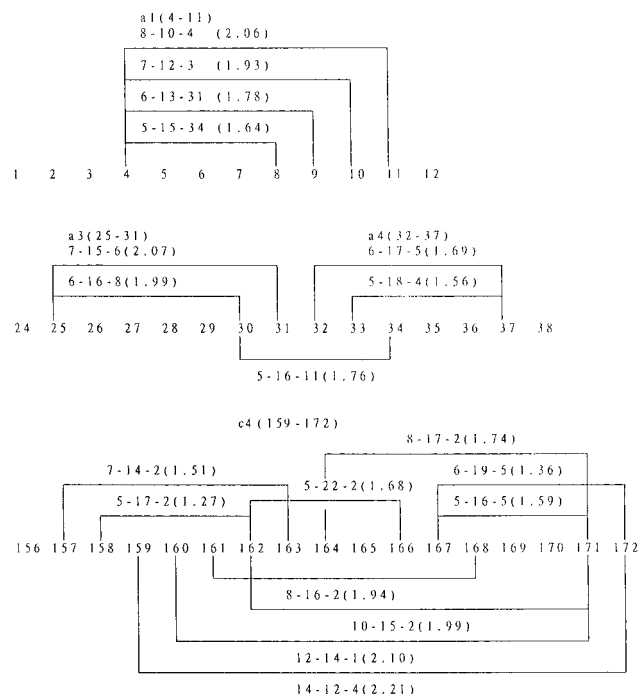 a1(4-11)
8-10-4 (2.06)
7-12-3 (1.93)
6-13-31 (1.78)
5-15-34 (1.64)
1 2 3 4 5 6 7 8 9 10 11 12
a3(25-31) a4(32-37)
7-15-6(2.07) 6-17-5(1.69)
6-16-8(1.99) 5-18-4(1.56)
24 25 26 27 28 29 30 31 32 33 34 35 36 37 38
5-16-11(1.76)
c4(159-172)
8-17-2(1.74)
7-14-2(1.51) 6-19-5(1.36)
5-22-2(1.68)
5-17-2(1.27) 5-16-5(1.59)
156 157 158 159 160 161 162 163 164 165 166 167 168 169 170 171 172
8-16-2(1.94)
10-15-2(1.99)
12-14-1(2.10)
14-12-4(2.21)